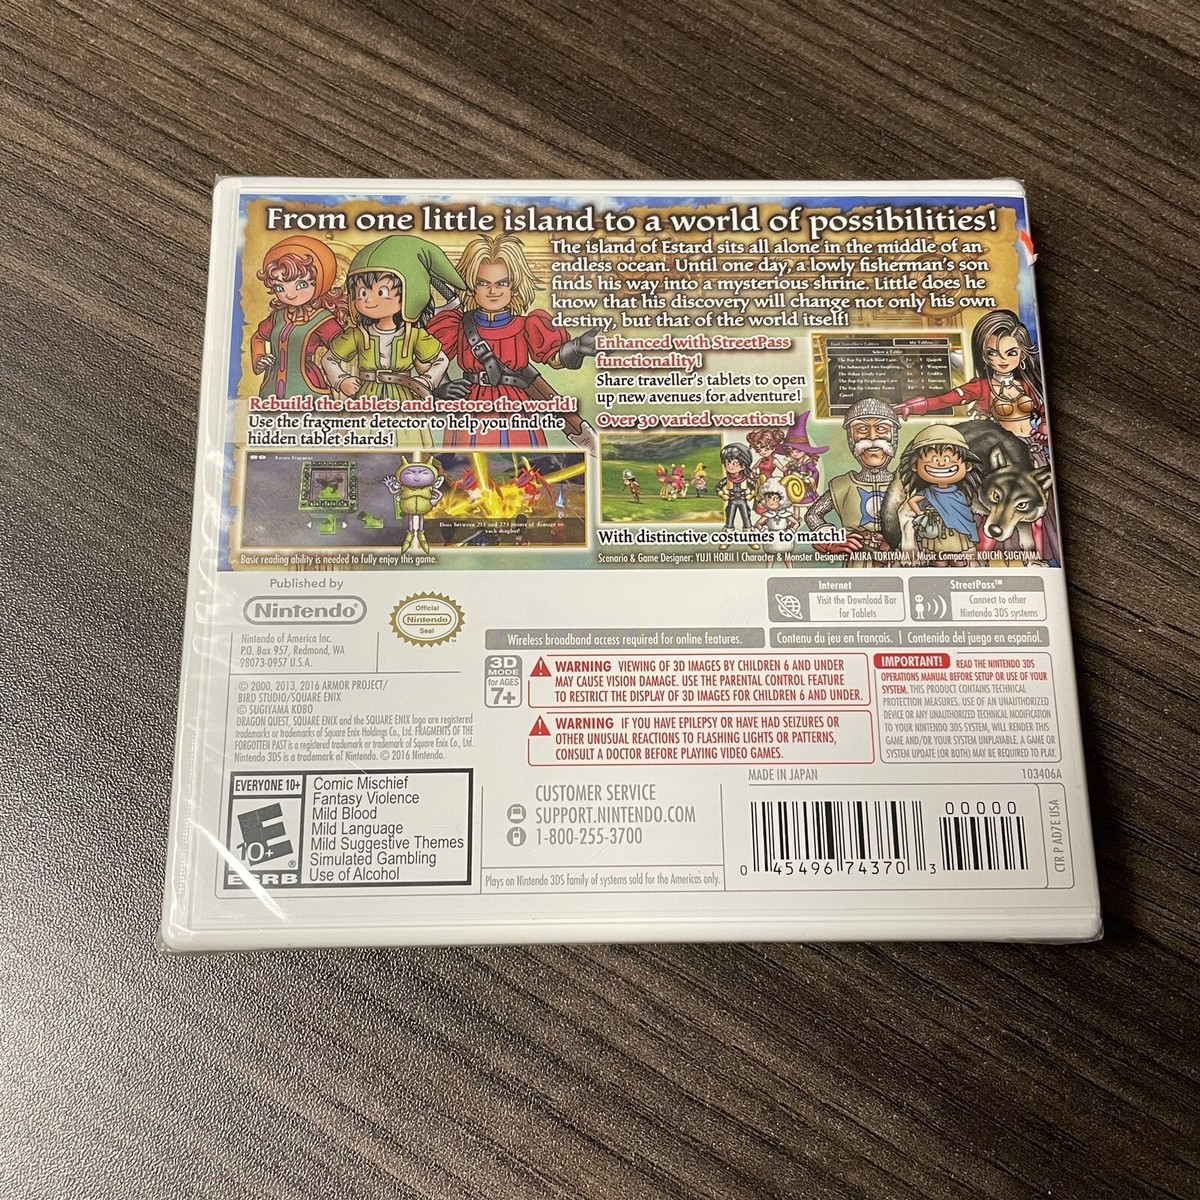 From one little island to a world of possibilities!
The island of Estard sits all alone in the middle of an
endless ocean. Until one day, a lowly fisherman's son
finds his way into a mysterious shrine. Little does he
know that his discovery will change not only his own
destiny, but that of the world itself!
Enhanced with StreetPass
functionality!
Share traveller's tablets to open
up new avenues for adventure!
Select a Tablet
Cancel
Rebuild the tablets and restore the world!
Use the fragment detector to help you find the
hidden tablet shards!
Rotate Fragment
Does between 211 and 223 points of damage to
each dragbat!
Over 30 varied vocations!
With distinctive costumes to match!
Basic reading ability is needed to fully enjoy this game.
Scenario & Game Designer: YUJI HORII | Character & Monster Designer: AKIRA TORIYAMA | Music Composer: KOICHI SUGIYAMA
Published by
Nintendo®
Official
Nintendo
Seal
Nintendo of America Inc.
P.O. Box 957, Redmond, WA
98073-0957 U.S.A.
Internet
Visit the Download Bar
for Tablets
StreetPass™
Connect to other
Nintendo 3DS systems
Wireless broadband access required for online features.
Contenu du jeu en français. | Contenido del juego en español.
© 2000, 2013, 2016 ARMOR PROJECT/
BIRD STUDIO/SQUARE ENIX
© SUGIYAMA KOBO
DRAGON QUEST, SQUARE ENIX and the SQUARE ENIX logo are registered
trademarks or trademarks of Square Enix Holdings Co., Ltd. FRAGMENTS OF THE
FORGOTTEN PAST is a registered trademark or trademark of Square Enix Co., Ltd.
Nintendo 3DS is a trademark of Nintendo. © 2016 Nintendo.
3D
MODE
for AGES
7+
WARNING VIEWING OF 3D IMAGES BY CHILDREN 6 AND UNDER
MAY CAUSE VISION DAMAGE. USE THE PARENTAL CONTROL FEATURE
TO RESTRICT THE DISPLAY OF 3D IMAGES FOR CHILDREN 6 AND UNDER.
WARNING IF YOU HAVE EPILEPSY OR HAVE HAD SEIZURES OR
OTHER UNUSUAL REACTIONS TO FLASHING LIGHTS OR PATTERNS,
CONSULT A DOCTOR BEFORE PLAYING VIDEO GAMES.
IMPORTANT! READ THE NINTENDO 3DS
OPERATIONS MANUAL BEFORE SETUP OR USE OF YOUR
SYSTEM. THIS PRODUCT CONTAINS TECHNICAL
PROTECTION MEASURES. USE OF AN UNAUTHORIZED
DEVICE OR ANY UNAUTHORIZED TECHNICAL MODIFICATION
TO YOUR NINTENDO 3DS SYSTEM, WILL RENDER THIS
GAME AND/OR YOUR SYSTEM UNPLAYABLE. A GAME OR
SYSTEM UPDATE (OR BOTH) MAY BE REQUIRED TO PLAY.
MADE IN JAPAN
103406A
EVERYONE 10+
E
10+
®
ESRB
Comic Mischief
Fantasy Violence
Mild Blood
Mild Language
Mild Suggestive Themes
Simulated Gambling
Use of Alcohol
CUSTOMER SERVICE
SUPPORT.NINTENDO.COM
1-800-255-3700
Plays on Nintendo 3DS family of systems sold for the Americas only.
00000
0 45496 74370 3
CTR P AD7E USA